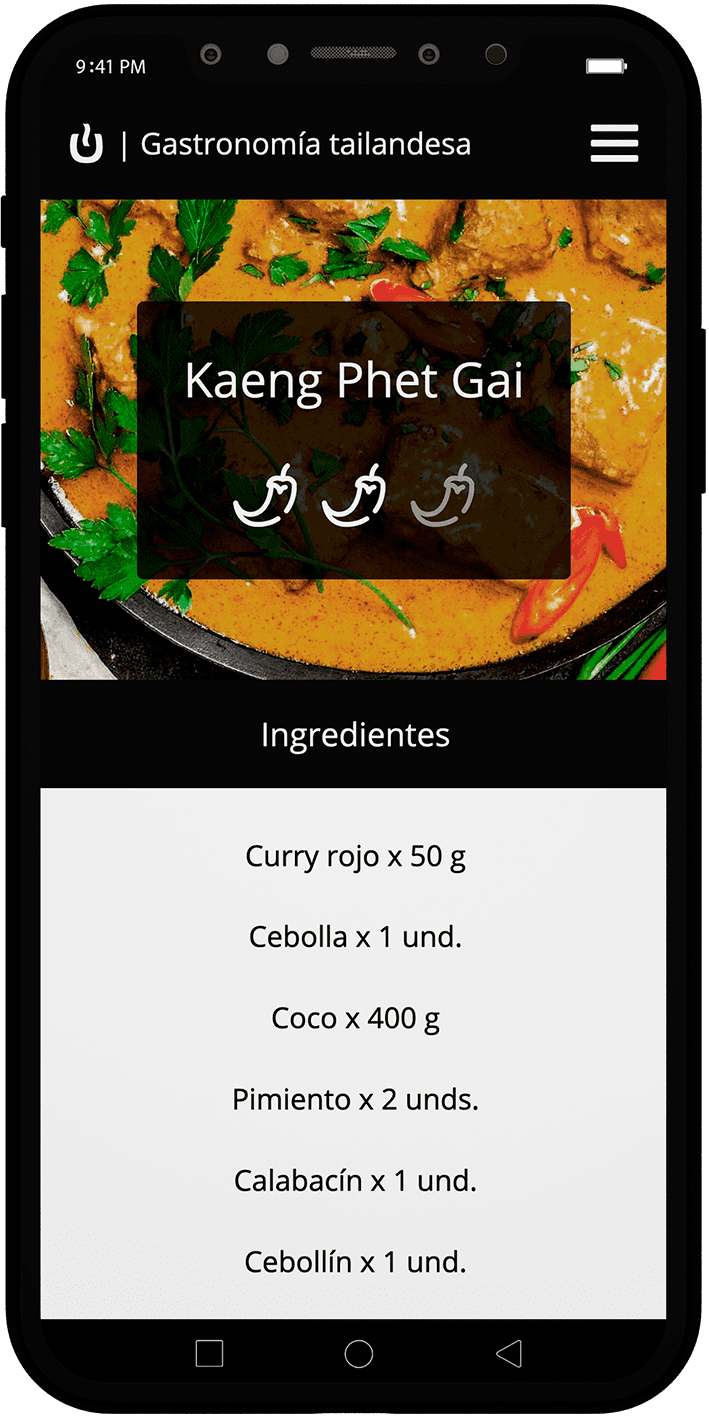 9:41 PM
| Gastronomía tailandesa
Kaeng Phet Gai
Ingredientes
Curry rojo x 50 g
Cebolla x 1 und.
Coco x 400 g
Pimiento x 2 unds.
Calabacín x 1 und.
Cebollín x 1 und.